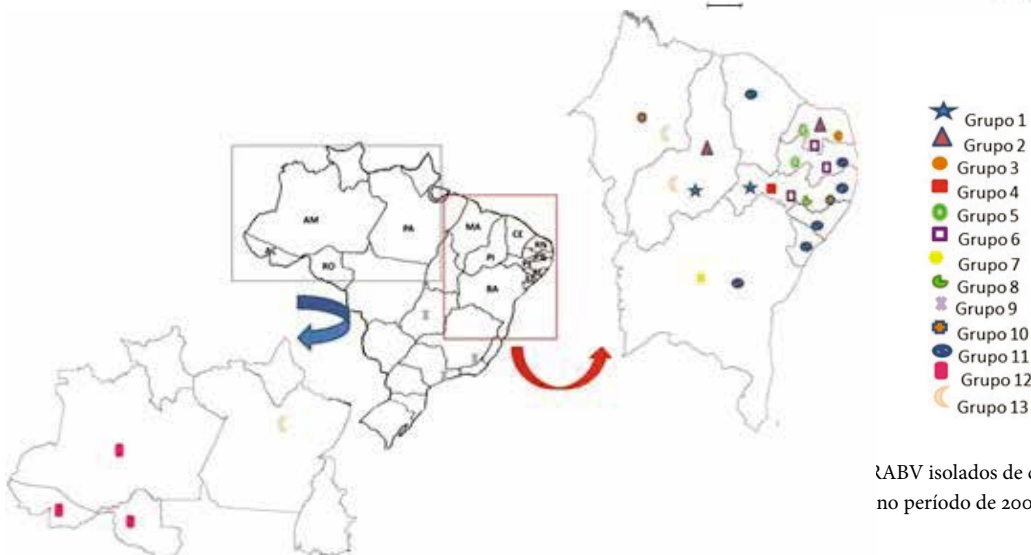 AM
PA
AC
RO
MA
CE
RN
PI
BA
Grupo 1
Grupo 2
Grupo 3
Grupo 4
Grupo 5
Grupo 6
Grupo 7
Grupo 8
Grupo 9
Grupo 10
Grupo 11
Grupo 12
Grupo 13
RABV isolados de
no período de 200